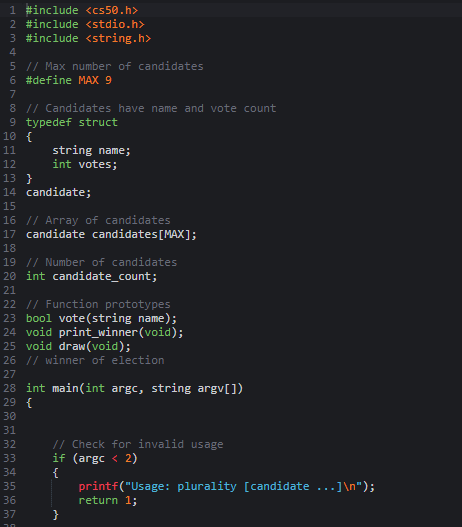 1 #include <cs50.h>
2 #include <stdio.h>
3 #include <string.h>
4
5 // Max number of candidates
6 #define MAX 9
7
8 // Candidates have name and vote count
9 typedef struct
10 {
11     string name;
12     int votes;
13 }
14 candidate;
15
16 // Array of candidates
17 candidate candidates[MAX];
18
19 // Number of candidates
20 int candidate_count;
21
22 // Function prototypes
23 bool vote(string name);
24 void print_winner(void);
25 void draw(void);
26 // winner of election
27
28 int main(int argc, string argv[])
29 {
30
31
32     // Check for invalid usage
33     if (argc < 2)
34     {
35         printf("Usage: plurality [candidate ...]\n");
36         return 1;
37     }